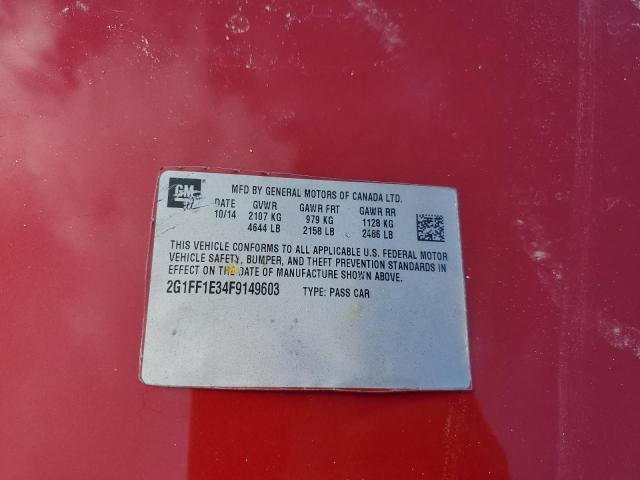 GM
MFD BY GENERAL MOTORS OF CANADA LTD.
DATE GVWR GAWR FRT GAWR RR
10/14 2107 KG 979 KG 1128 KG
4644 LB 2158 LB 2486 LB
THIS VEHICLE CONFORMS TO ALL APPLICABLE U.S. FEDERAL MOTOR
VEHICLE SAFETY, BUMPER, AND THEFT PREVENTION STANDARDS IN
EFFECT ON THE DATE OF MANUFACTURE SHOWN ABOVE.
2G1FF1E34F9149603 TYPE: PASS CAR